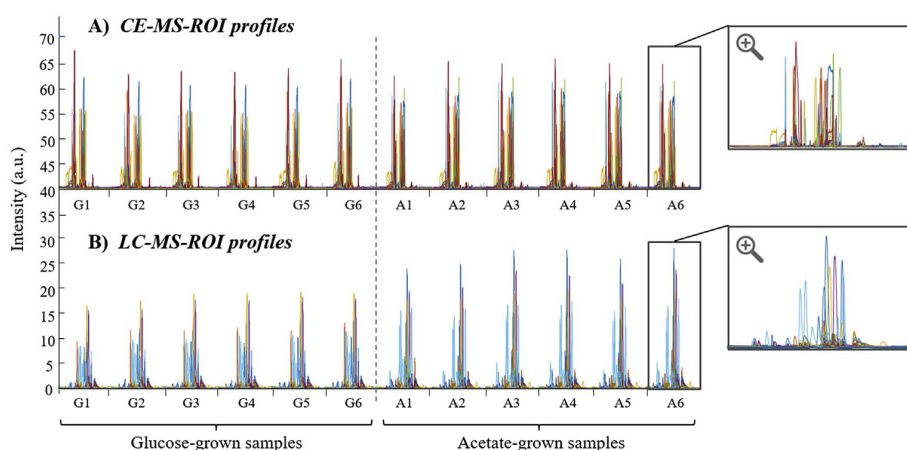 A) CE-MS-ROI profiles
70
65
60
55
50
45
40
G1 G2 G3 G4 G5 G6 A1 A2 A3 A4 A5 A6
Intensity (a.u.)
35
B) LC-MS-ROI profiles
30
25
20
15
10
5
0
G1 G2 G3 G4 G5 G6 A1 A2 A3 A4 A5 A6
Glucose-grown samples Acetate-grown samples